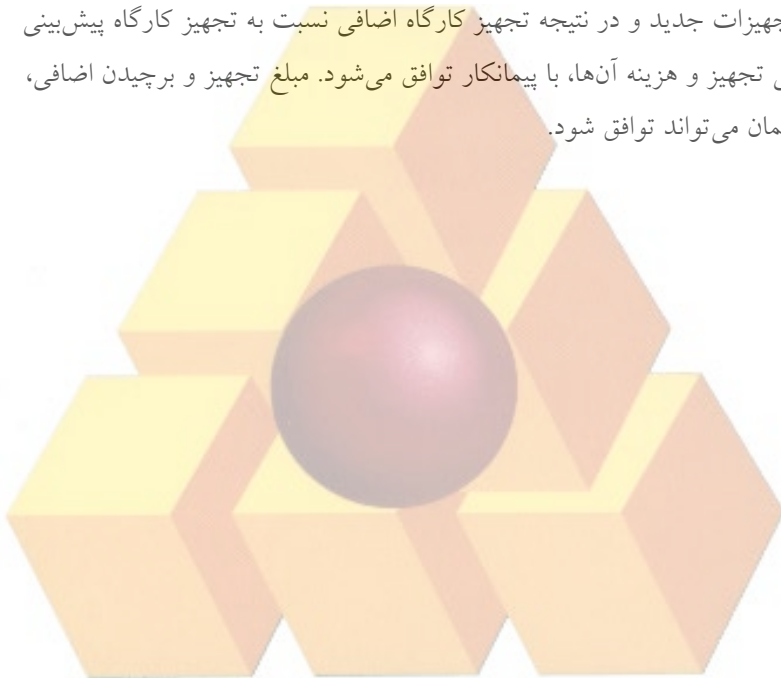 جهیزات جدید و در نتیجه تجهیز کارگاه اضافی نسبت به تجهیز کارگاه پیش‌بینی
تجهیز و هزینه آن‌ها، با پیمانکار توافق می‌شود. مبلغ تجهیز و برچیدن اضافی،
می‌تواند توافق شود.